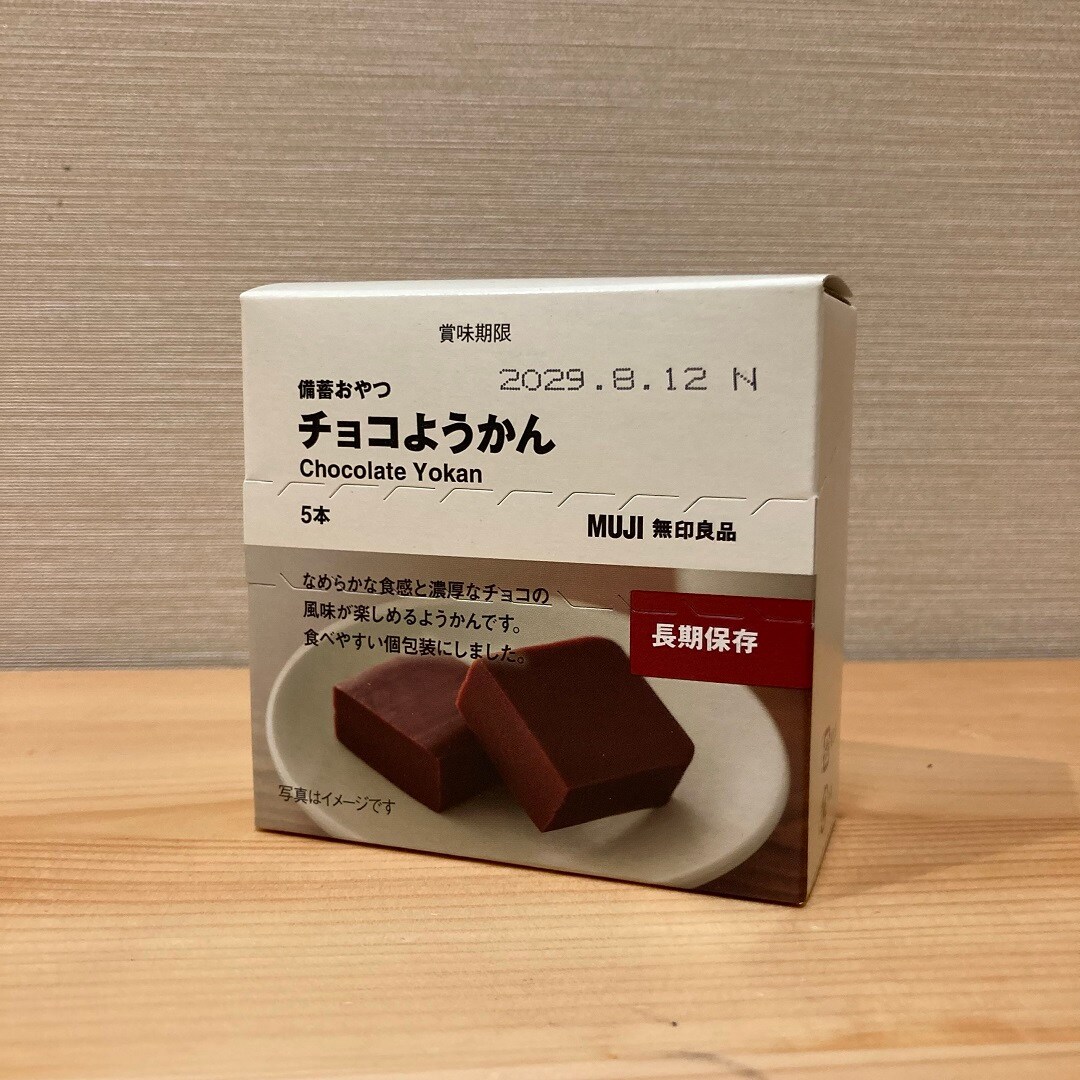 賞味期限
2029.8.12 N
備蓄おやつ
チョコようかん
Chocolate Yokan
5本
MUJI 無印良品
なめらかな食感と濃厚なチョコの
風味が楽しめるようかんです。
食べやすい個包装にしました。
長期保存
写真はイメージです